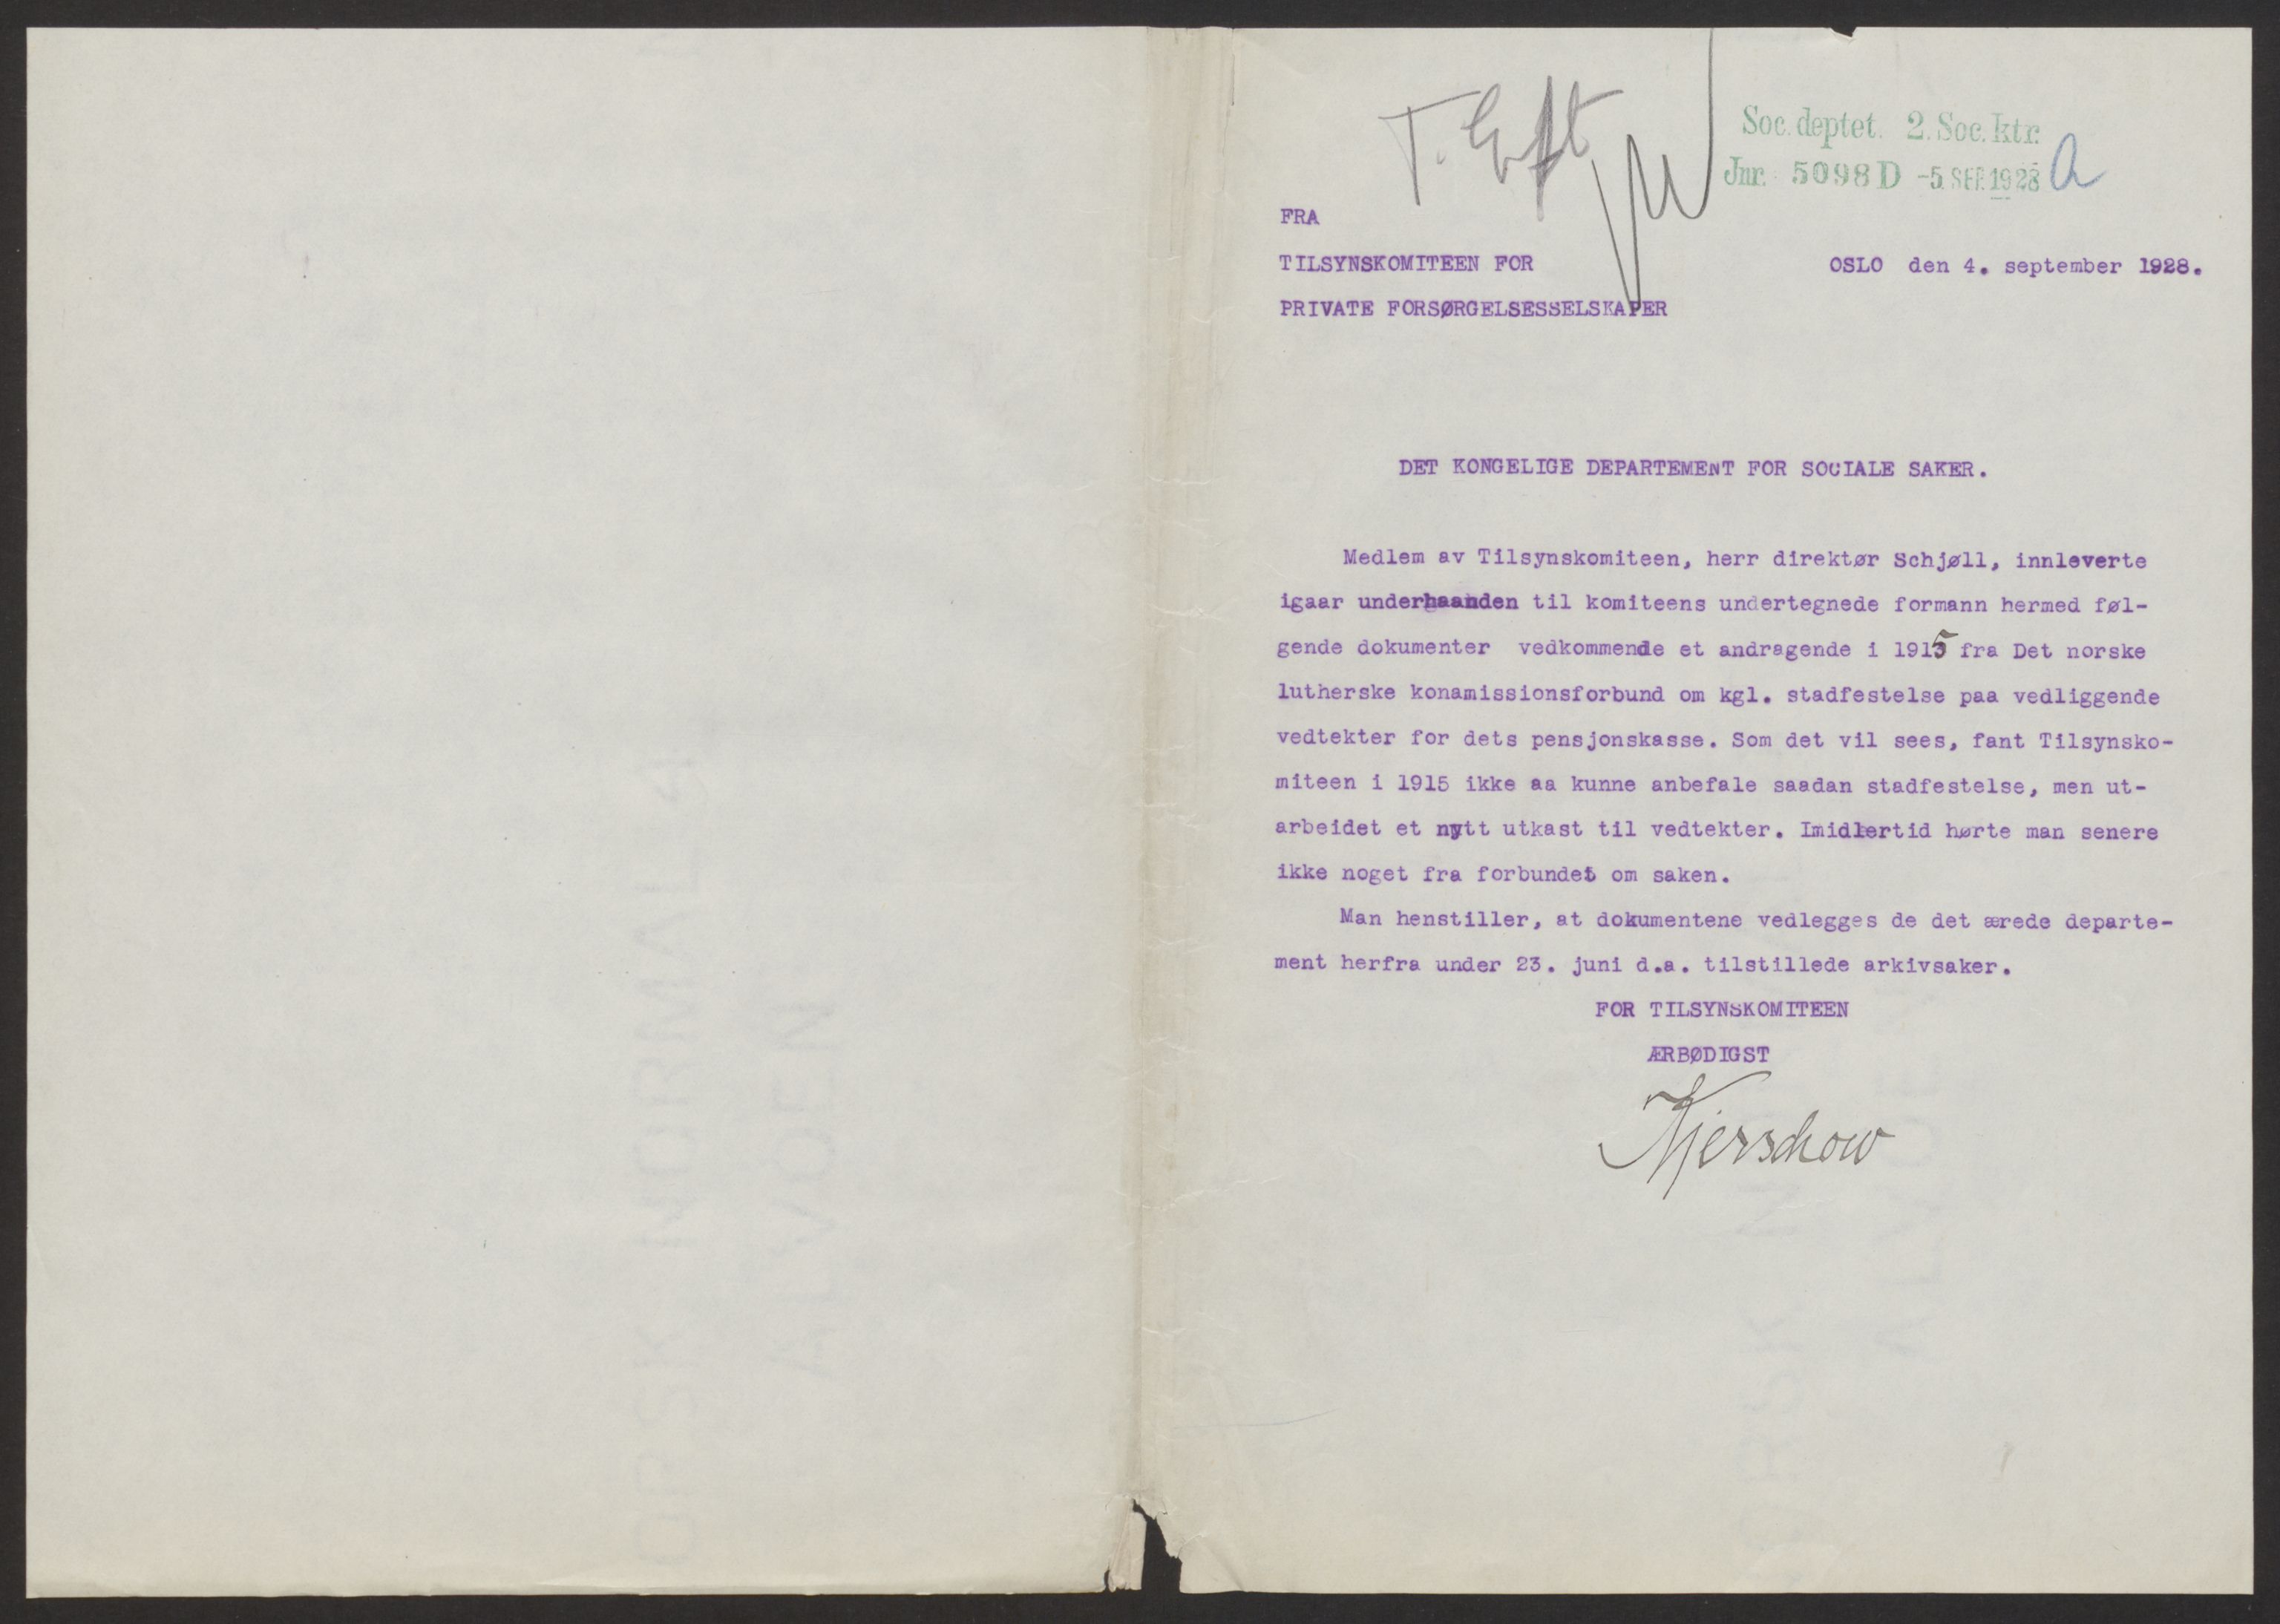 Soc. deptet. 2. Soc. ktr.
Jnr. 5098 D -5. SEP. 1928 a
FRA
TILSYNSKOMITEEN FOR
PRIVATE FORSØRGELSESSELSKAPER
OSLO den 4. september 1928.
DET KONGELIGE DEPARTEMENT FOR SOCIALE SAKER.
Medlem av Tilsynskomiteen, herr direktør Schjøll, innleverte
igaar underhaanden til komiteens undertegnede formann hermed føl-
gende dokumenter vedkommende et andragende i 1915 fra Det norske
lutherske konamissionsforbund om kgl. stadfestelse paa vedliggende
vedtekter for dets pensjonskasse. Som det vil sees, fant Tilsynsko-
miteen i 1915 ikke aa kunne anbefale saadan stadfestelse, men ut-
arbeidet et nytt utkast til vedtekter. Imidlertid hørte man senere
ikke noget fra forbundet om saken.
Man henstiller, at dokumentene vedlegges de det ærede departe-
ment herfra under 23. juni d.a. tilstillede arkivsaker.
FOR TILSYNSKOMITEEN
ÆRBØDIGST
Kjerschow